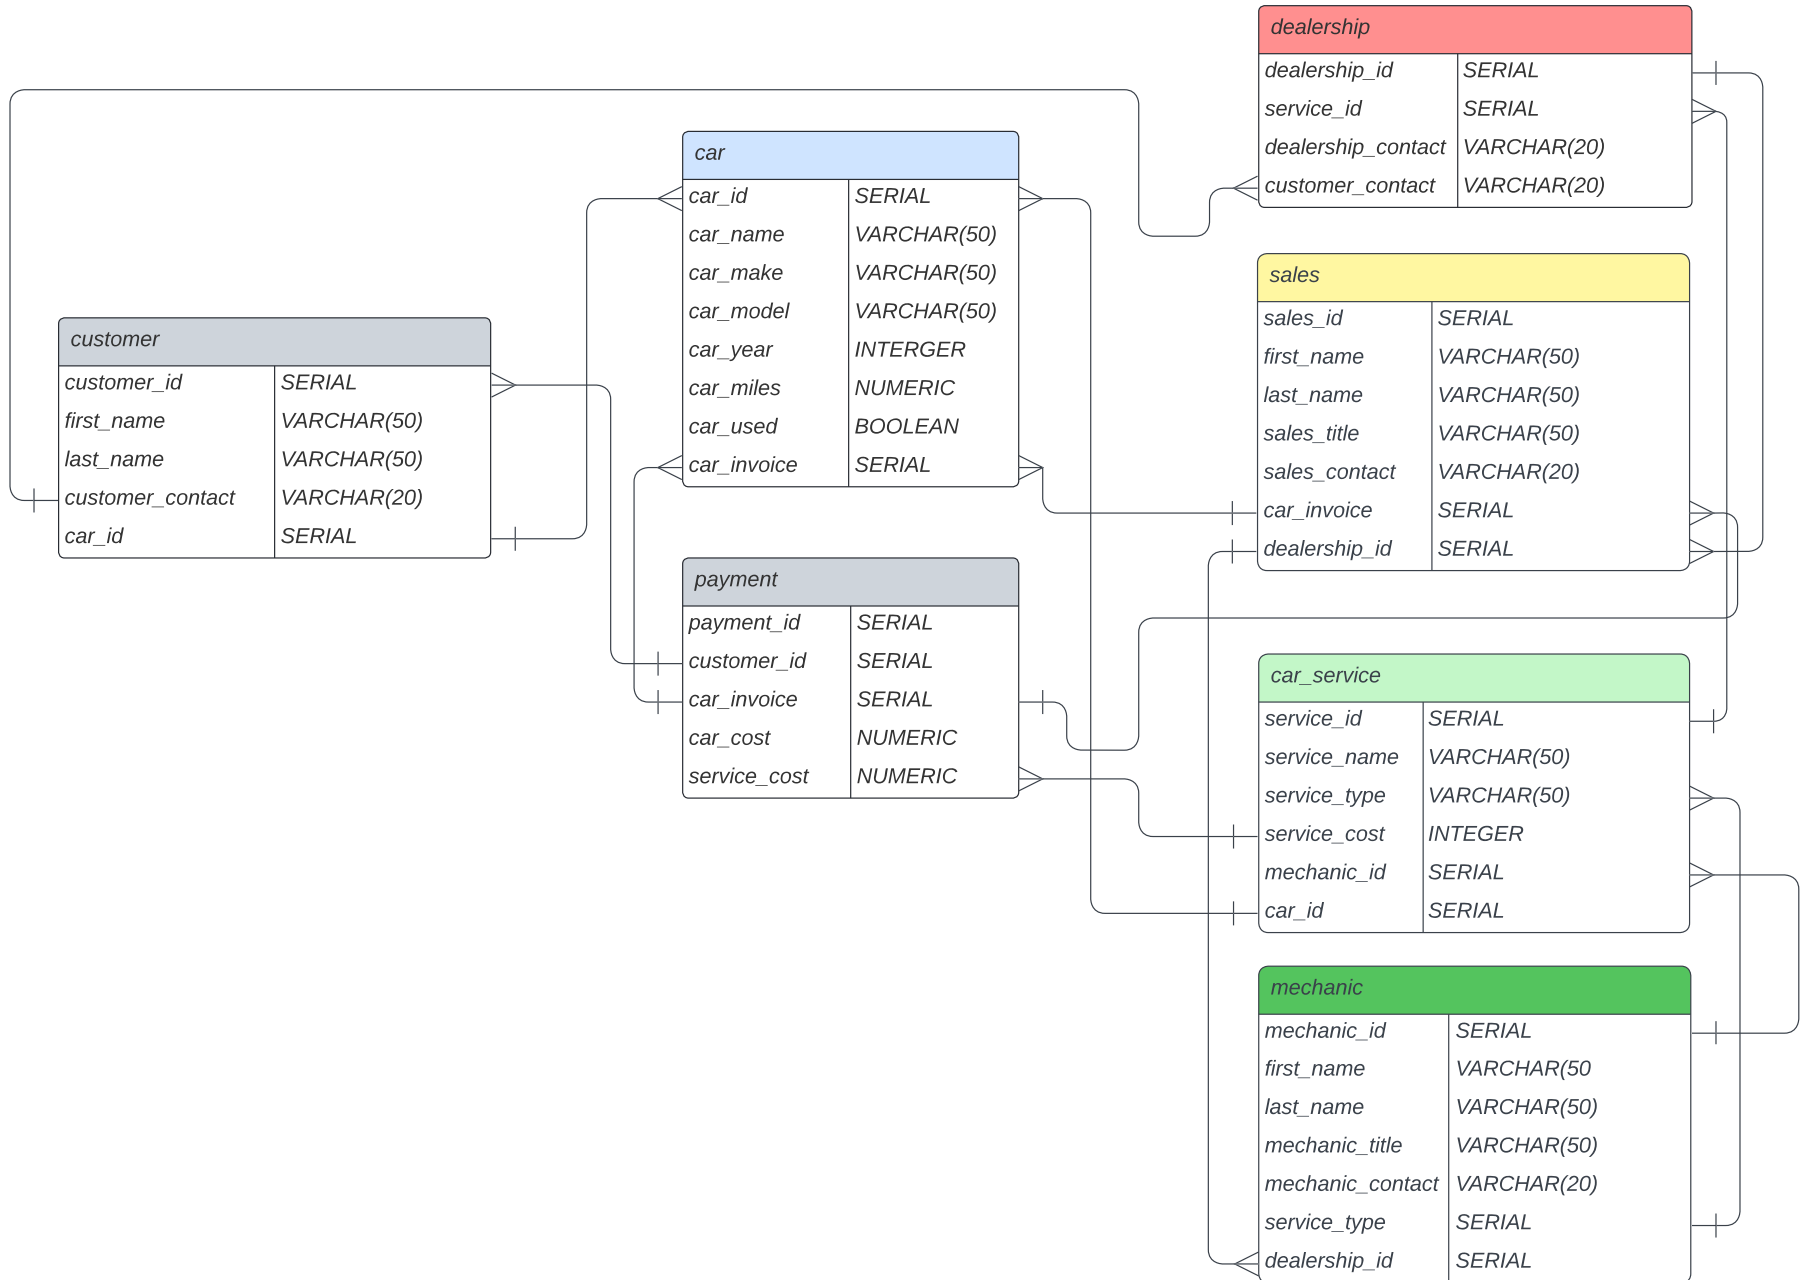 dealership
dealership_id SERIAL
service_id SERIAL
dealership_contact VARCHAR(20)
customer_contact VARCHAR(20)
car
car_id SERIAL
car_name VARCHAR(50)
car_make VARCHAR(50)
car_model VARCHAR(50)
car_year INTERGER
car_miles NUMERIC
car_used BOOLEAN
car_invoice SERIAL
sales
sales_id SERIAL
first_name VARCHAR(50)
last_name VARCHAR(50)
sales_title VARCHAR(50)
sales_contact VARCHAR(20)
car_invoice SERIAL
dealership_id SERIAL
customer
customer_id SERIAL
first_name VARCHAR(50)
last_name VARCHAR(50)
customer_contact VARCHAR(20)
car_id SERIAL
payment
payment_id SERIAL
customer_id SERIAL
car_invoice SERIAL
car_cost NUMERIC
service_cost NUMERIC
car_service
service_id SERIAL
service_name VARCHAR(50)
service_type VARCHAR(50)
service_cost INTEGER
mechanic_id SERIAL
car_id SERIAL
mechanic
mechanic_id SERIAL
first_name VARCHAR(50
last_name VARCHAR(50)
mechanic_title VARCHAR(50)
mechanic_contact VARCHAR(20)
service_type SERIAL
dealership_id SERIAL